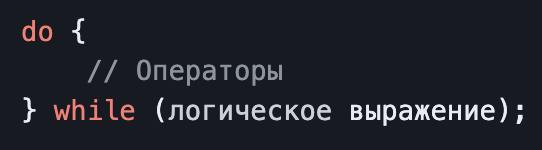 do {
    // Операторы
} while (логическое выражение);